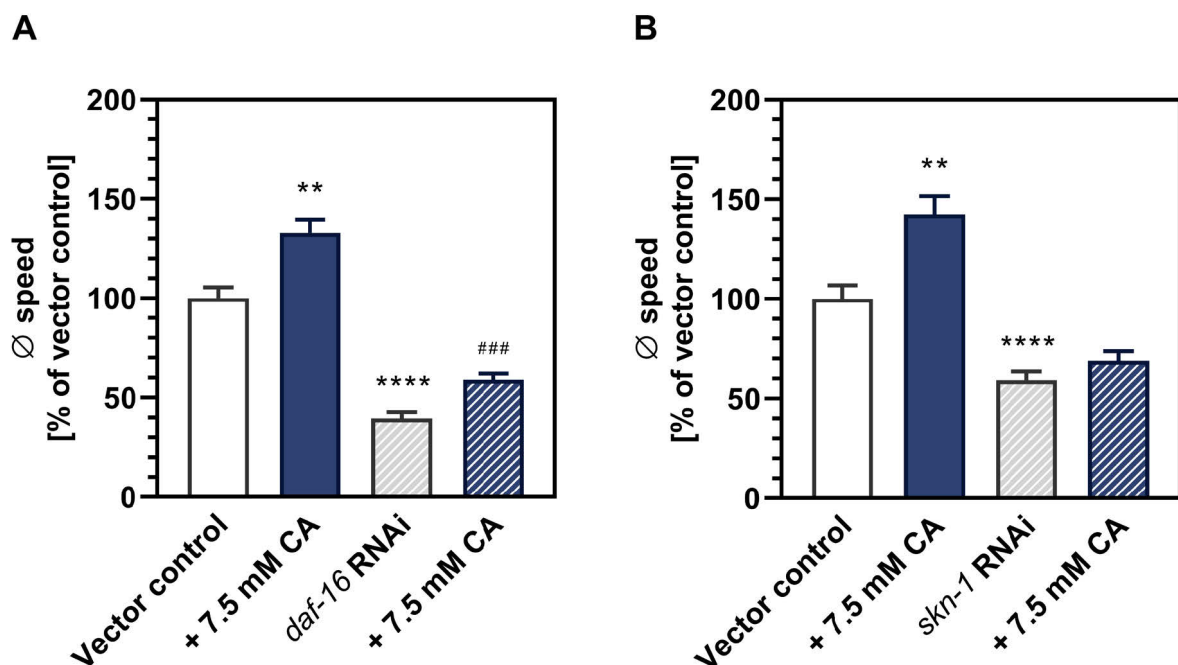 A
Ø speed
[% of vector control]
200
150
100
50
0
**
****
###
Vector control
+ 7.5 mM CA
daf-16 RNAi
+ 7.5 mM CA
B
Ø speed
[% of vector control]
200
150
100
50
0
**
****
Vector control
+ 7.5 mM CA
skn-1 RNAi
+ 7.5 mM CA